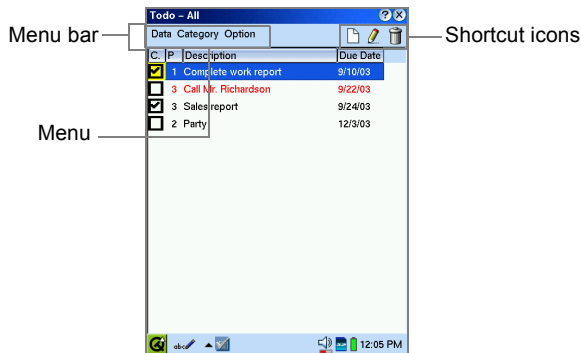 Todo – All
Menu bar
Data Category Option
Shortcut icons
C. P Description Due Date
1 Complete work report 9/10/03
3 Call Mr. Richardson 9/22/03
3 Sales report 9/24/03
Menu
2 Party 12/3/03
abc 12:05 PM